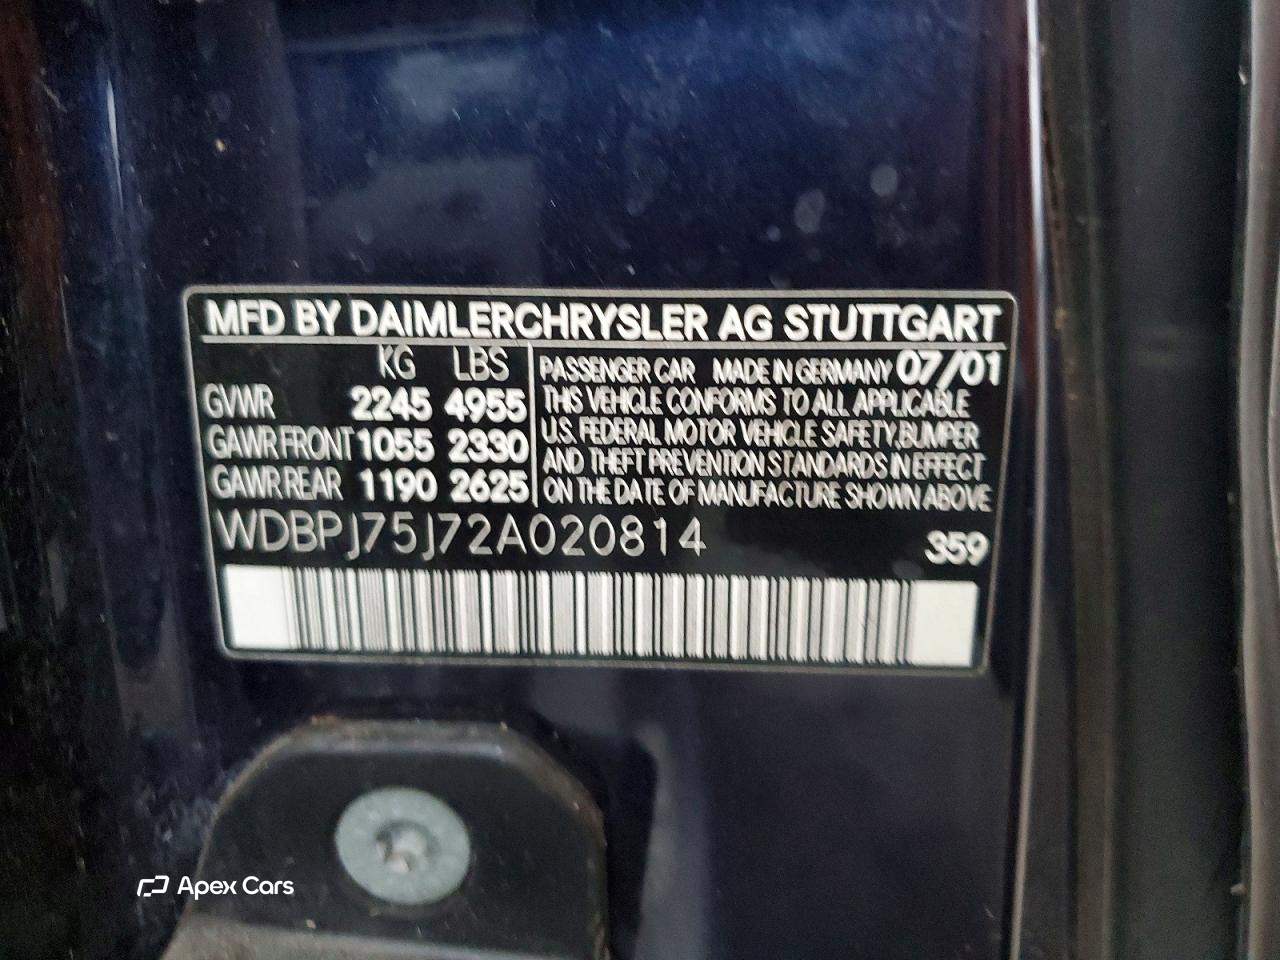 MFD BY DAIMLERCHRYSLER AG STUTTGART
KG LBS
GVWR 2245 4955
GAWR FRONT 1055 2330
GAWR REAR 1190 2625
PASSENGER CAR MADE IN GERMANY 07/01
THIS VEHICLE CONFORMS TO ALL APPLICABLE
U.S. FEDERAL MOTOR VEHICLE SAFETY, BUMPER
AND THEFT PREVENTION STANDARDS IN EFFECT
ON THE DATE OF MANUFACTURE SHOWN ABOVE
WDBPJ75J72A020814 359
Apex Cars